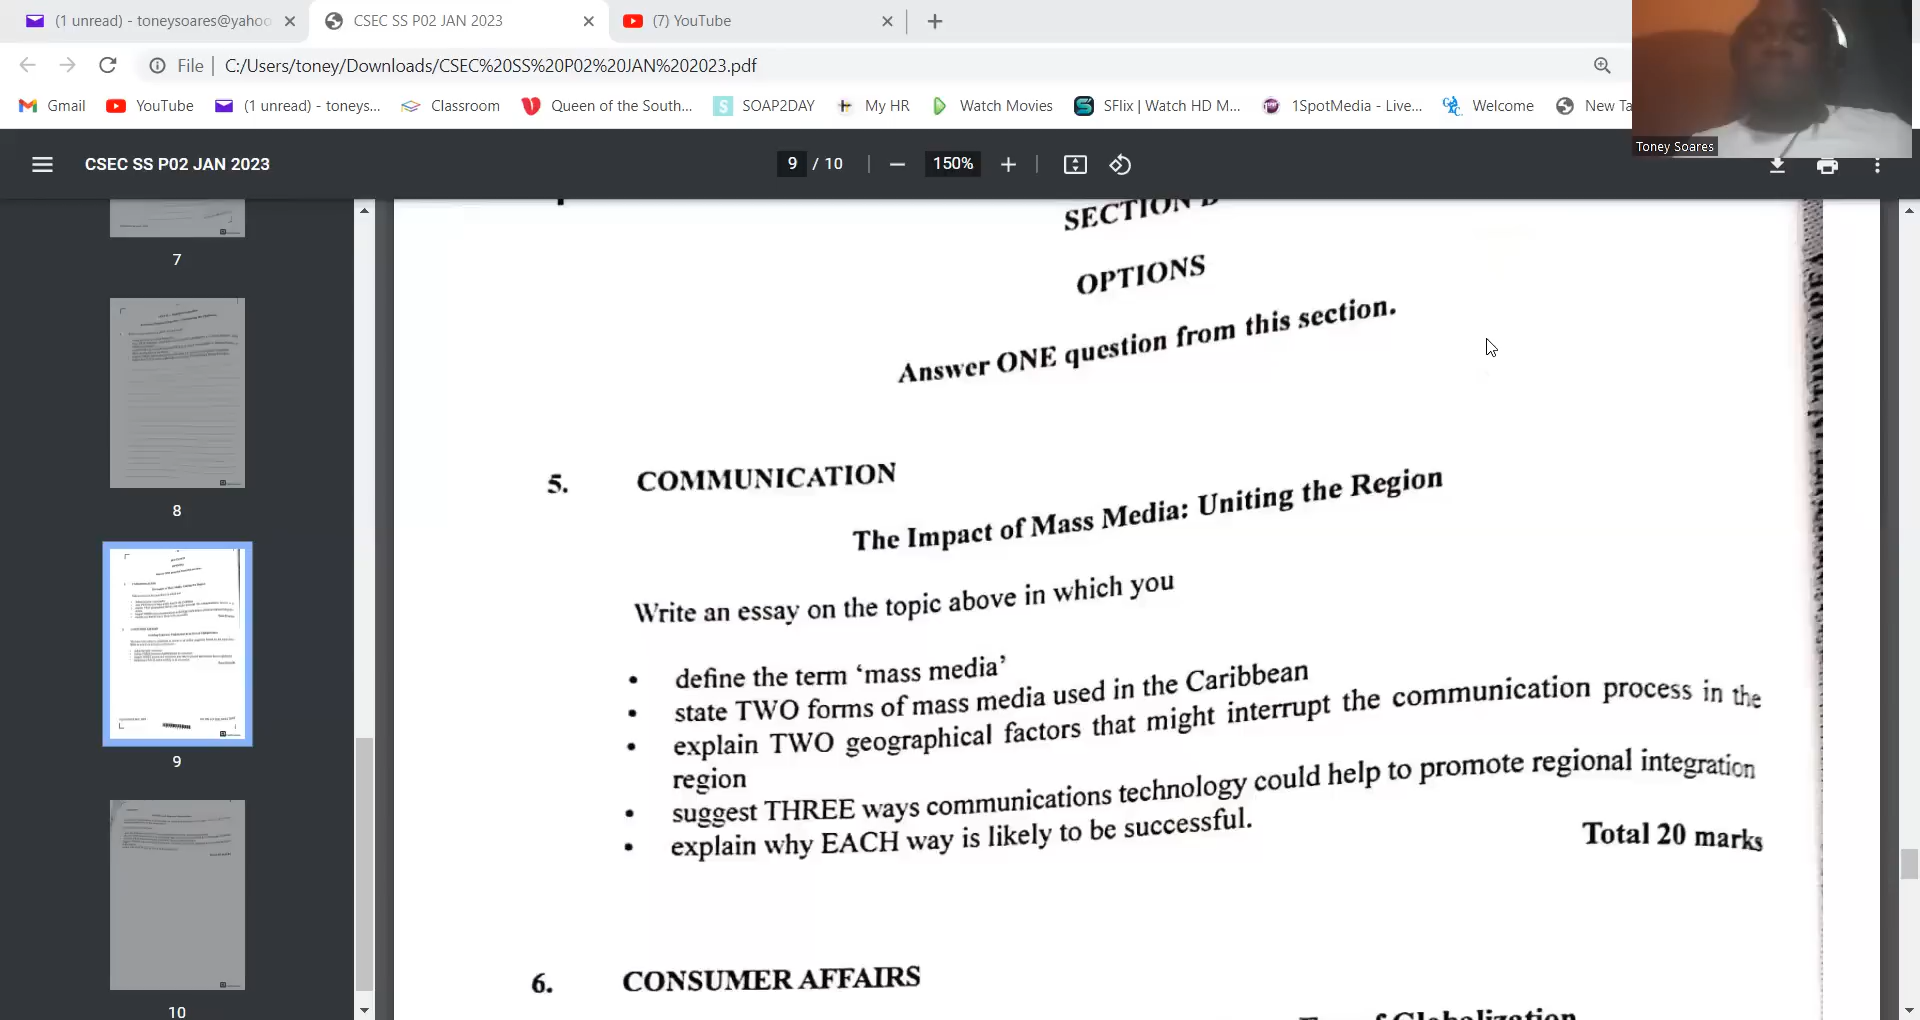 (1 unread) - toneysoares@yahoo
CSEC SS P02 JAN 2023
(7) YouTube
File
C:/Users/toney/Downloads/CSEC%20SS%20P02%20JAN%202023.pdf
Gmail
YouTube
(1 unread) - toneys...
Classroom
Queen of the South...
SOAP2DAY
My HR
Watch Movies
SFlix | Watch HD M...
1SpotMedia - Live...
Welcome
New Ta
Toney Soares
CSEC SS P02 JAN 2023
9 / 10
150%
7
8
9
10
SECTION
OPTIONS
Answer ONE question from this section.
5. COMMUNICATION
The Impact of Mass Media: Uniting the Region
Write an essay on the topic above in which you
• define the term ‘mass media’
• state TWO forms of mass media used in the Caribbean
• explain TWO geographical factors that might interrupt the communication process in the
region
• suggest THREE ways communications technology could help to promote regional integration
• explain why EACH way is likely to be successful.
Total 20 marks
6. CONSUMER AFFAIRS
of Globalization